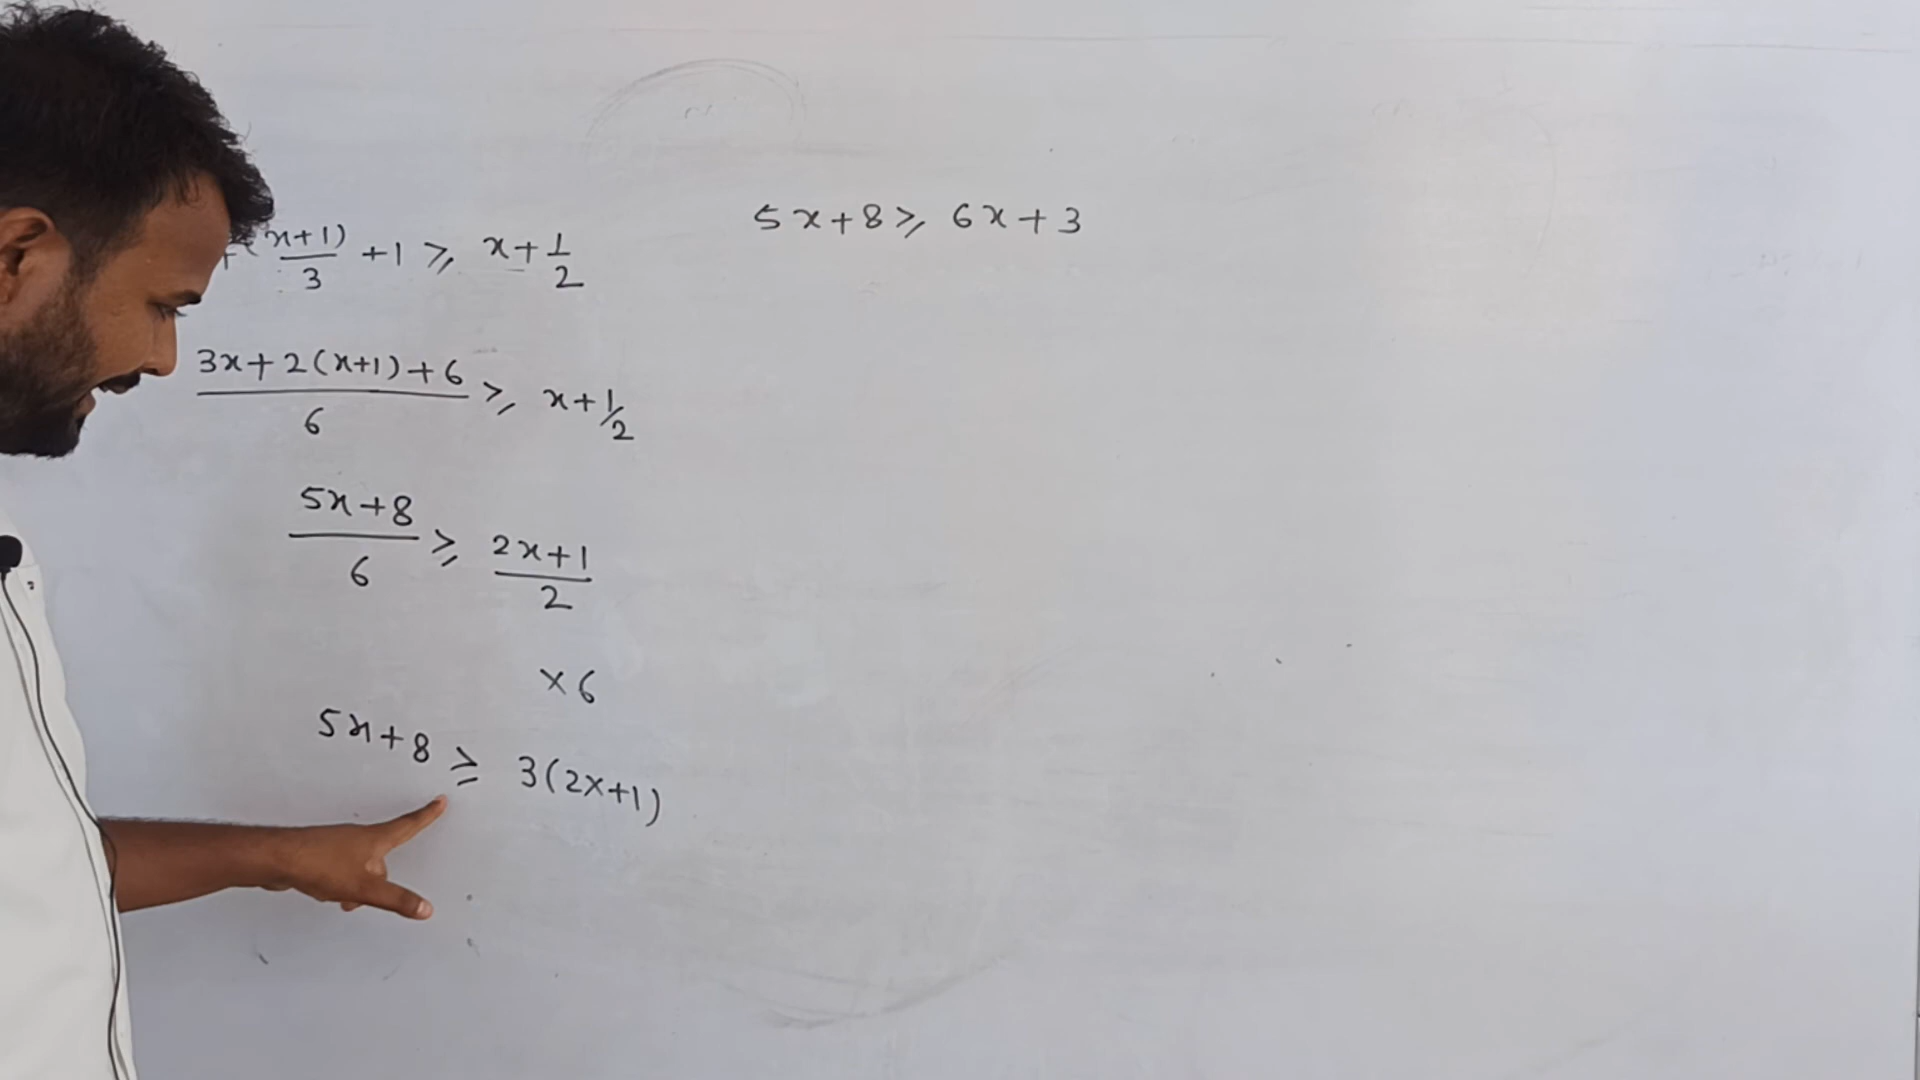 + (x+1)/3 + 1 ⩾ x + 1/2
(3x + 2(x+1) + 6)/6 ⩾ x + 1/2
(5x + 8)/6 ⩾ (2x + 1)/2
× 6
5x + 8 ⩾ 3(2x + 1)
5x + 8 ⩾ 6x + 3